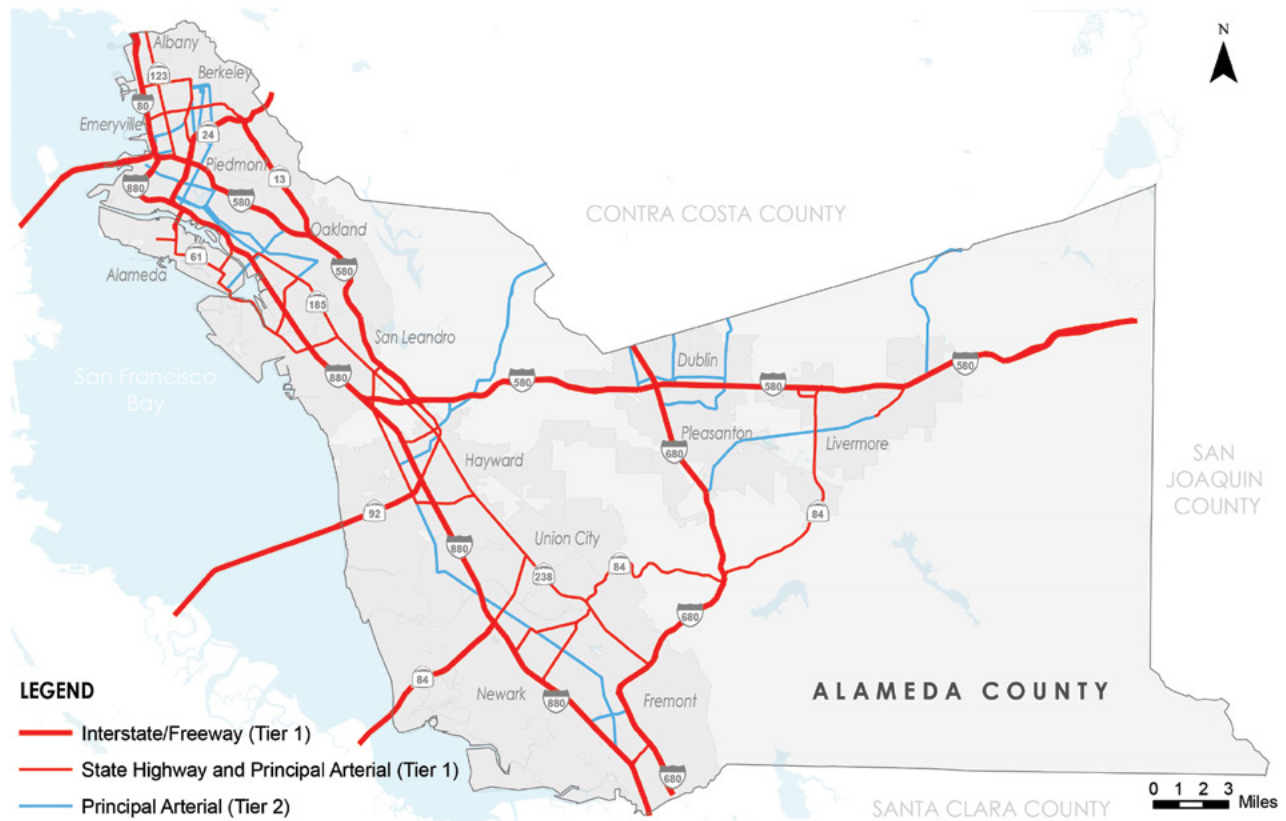 N
Albany
123
Berkeley
80
Emeryville
24
Piedmont
13
880
580
CONTRA COSTA COUNTY
Oakland
61
Alameda
580
185
San Leandro
San Francisco
Bay
880
580
Dublin
580
580
Pleasanton
680
Livermore
Hayward
SAN
JOAQUIN
COUNTY
92
84
Union City
880
84
238
680
84
Newark
880
Fremont
ALAMEDA COUNTY
680
LEGEND
Interstate/Freeway (Tier 1)
State Highway and Principal Arterial (Tier 1)
Principal Arterial (Tier 2)
SANTA CLARA COUNTY
0 1 2 3
Miles